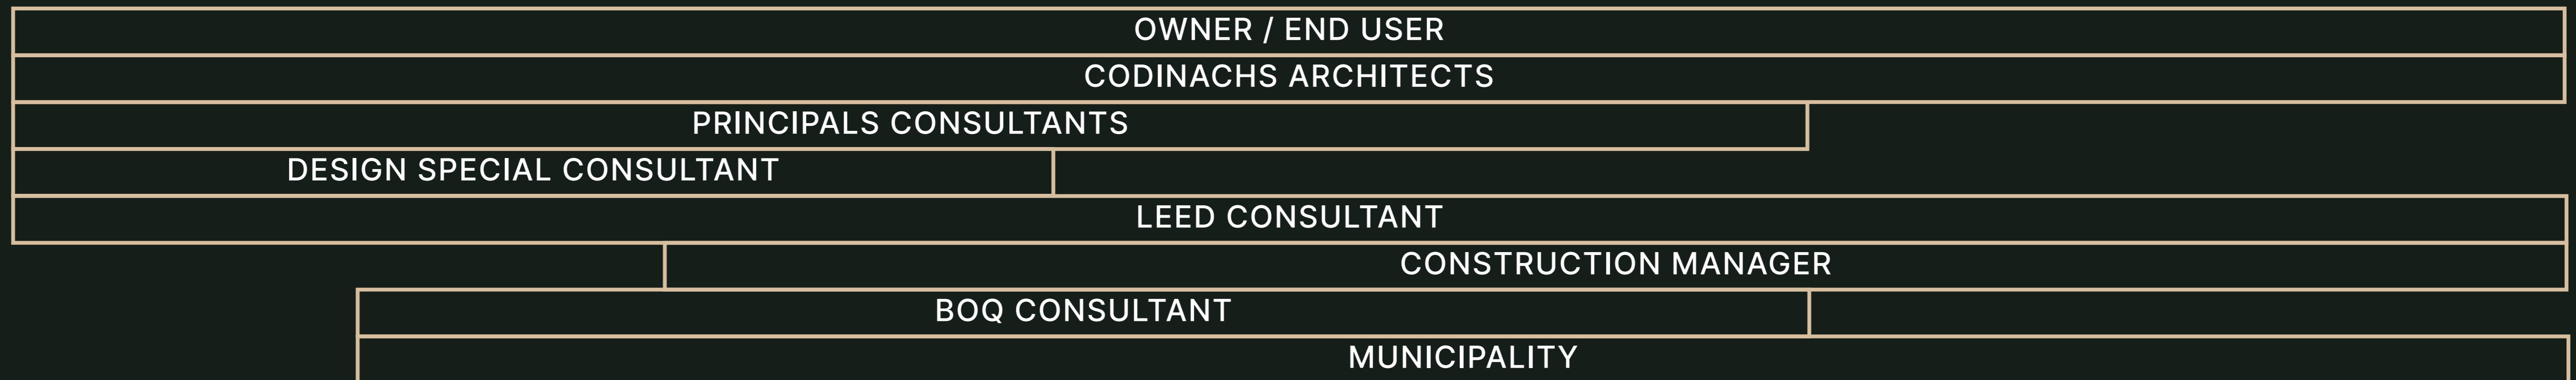 OWNER / END USER
CODINACHS ARCHITECTS
PRINCIPALS CONSULTANTS
DESIGN SPECIAL CONSULTANT
LEED CONSULTANT
CONSTRUCTION MANAGER
BOQ CONSULTANT
MUNICIPALITY